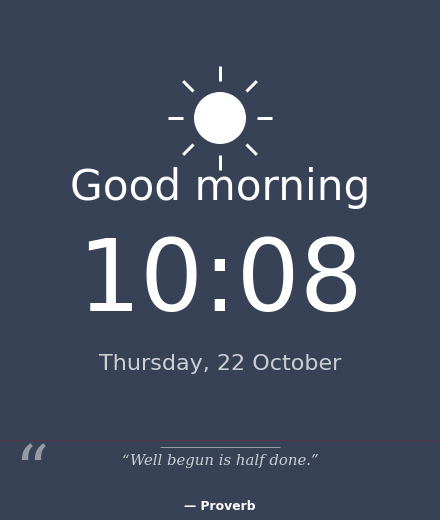 Good morning
10:08
Thursday, 22 October
“
“Well begun is half done.”
— Proverb